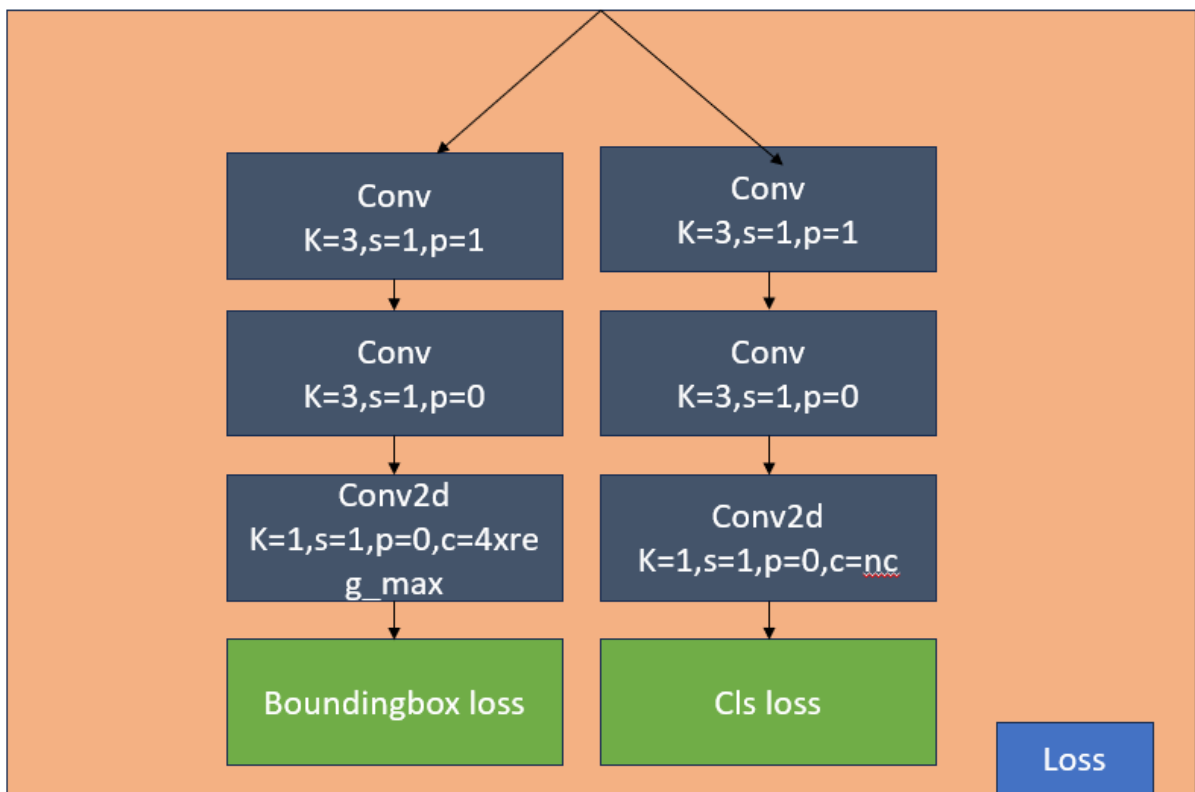 Conv
K=3,s=1,p=1
Conv
K=3,s=1,p=0
Conv2d
K=1,s=1,p=0,c=4xre
g_max
Boundingbox loss
Conv
K=3,s=1,p=1
Conv
K=3,s=1,p=0
Conv2d
K=1,s=1,p=0,c=nc
Cls loss
Loss